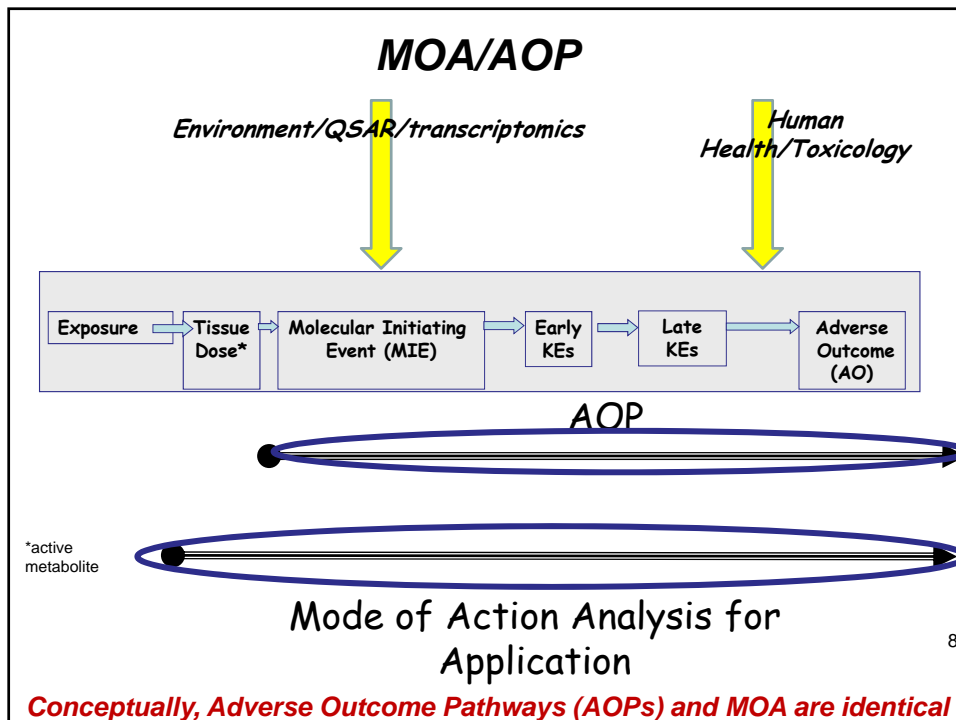 MOA/AOP
Environment/QSAR/transcriptomics
Human
Health/Toxicology
Exposure
Tissue
Dose*
Molecular Initiating
Event (MIE)
Early
KEs
Late
KEs
Adverse
Outcome
(AO)
AOP
*active
metabolite
Mode of Action Analysis for
Application
8
Conceptually, Adverse Outcome Pathways (AOPs) and MOA are identical